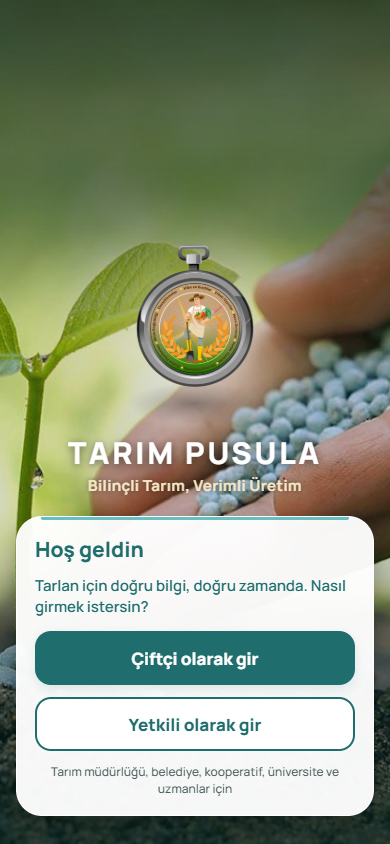 TARIM PUSULA
Bilinçli Tarım, Verimli Üretim
Hoş geldin
Tarlan için doğru bilgi, doğru zamanda. Nasıl
girmek istersin?
Çiftçi olarak gir
Yetkili olarak gir
Tarım müdürlüğü, belediye, kooperatif, üniversite ve
uzmanlar için